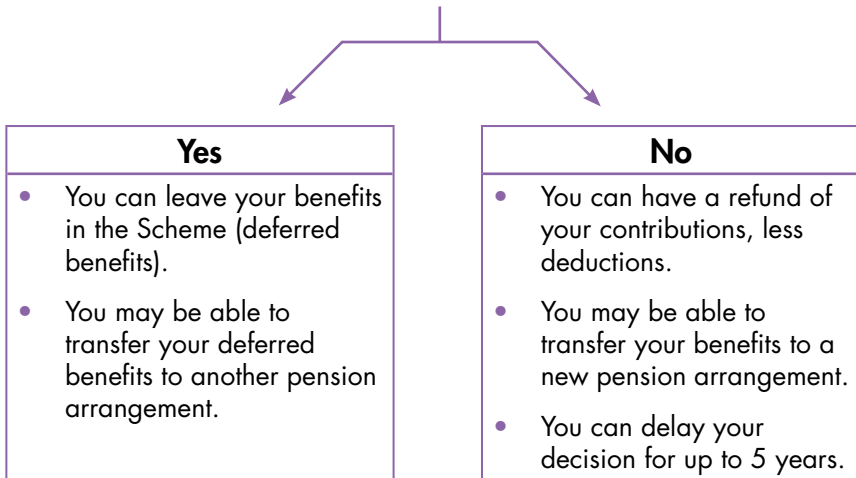 Yes
• You can leave your benefits
in the Scheme (deferred
benefits).
• You may be able to
transfer your deferred
benefits to another pension
arrangement.
No
• You can have a refund of
your contributions, less
deductions.
• You may be able to
transfer your benefits to a
new pension arrangement.
• You can delay your
decision for up to 5 years.